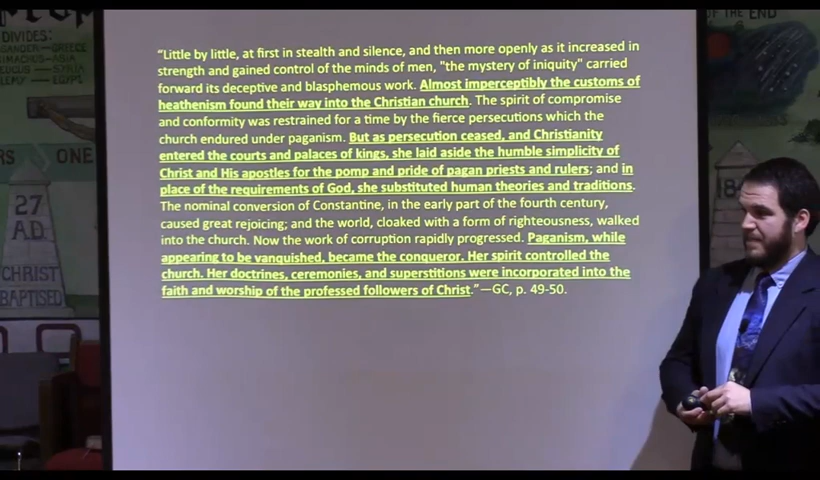 DIVIDES:
EGYPT
RS ONE
27
AD
CHRIST
BAPTISED
OF THE END
18
“Little by little, at first in stealth and silence, and then more openly as it increased in
strength and gained control of the minds of men, "the mystery of iniquity" carried
forward its deceptive and blasphemous work. Almost imperceptibly the customs of
heathenism found their way into the Christian church. The spirit of compromise
and conformity was restrained for a time by the fierce persecutions which the
church endured under paganism. But as persecution ceased, and Christianity
entered the courts and palaces of kings, she laid aside the humble simplicity of
Christ and His apostles for the pomp and pride of pagan priests and rulers; and in
place of the requirements of God, she substituted human theories and traditions.
The nominal conversion of Constantine, in the early part of the fourth century,
caused great rejoicing; and the world, cloaked with a form of righteousness, walked
into the church. Now the work of corruption rapidly progressed. Paganism, while
appearing to be vanquished, became the conqueror. Her spirit controlled the
church. Her doctrines, ceremonies, and superstitions were incorporated into the
faith and worship of the professed followers of Christ.”—GC, p. 49-50.